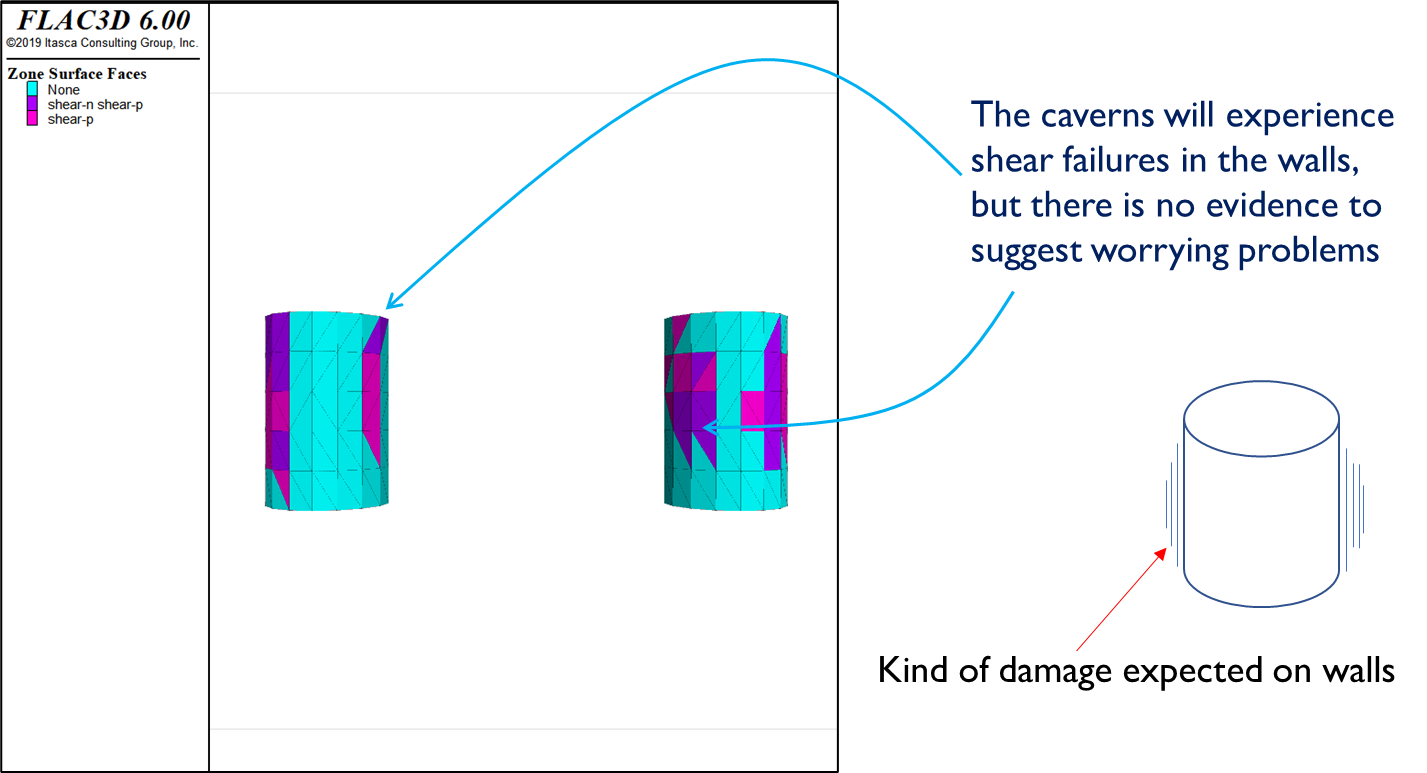 FLAC3D 6.00
©2019 Itasca Consulting Group, Inc.
Zone Surface Faces
None
shear-n shear-p
shear-p
The caverns will experience
shear failures in the walls,
but there is no evidence to
suggest worrying problems
Kind of damage expected on walls